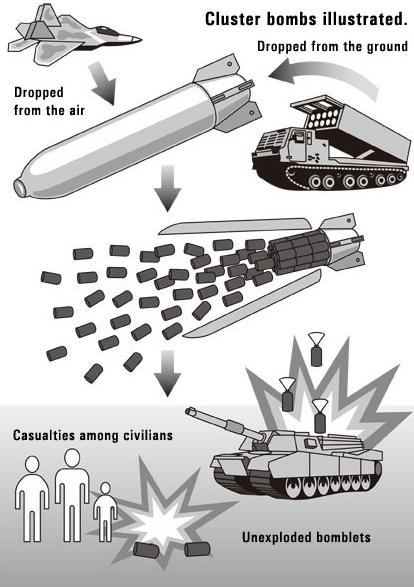 Cluster bombs illustrated.
Dropped from the ground
Dropped
from the air
Casualties among civilians
Unexploded bomblets